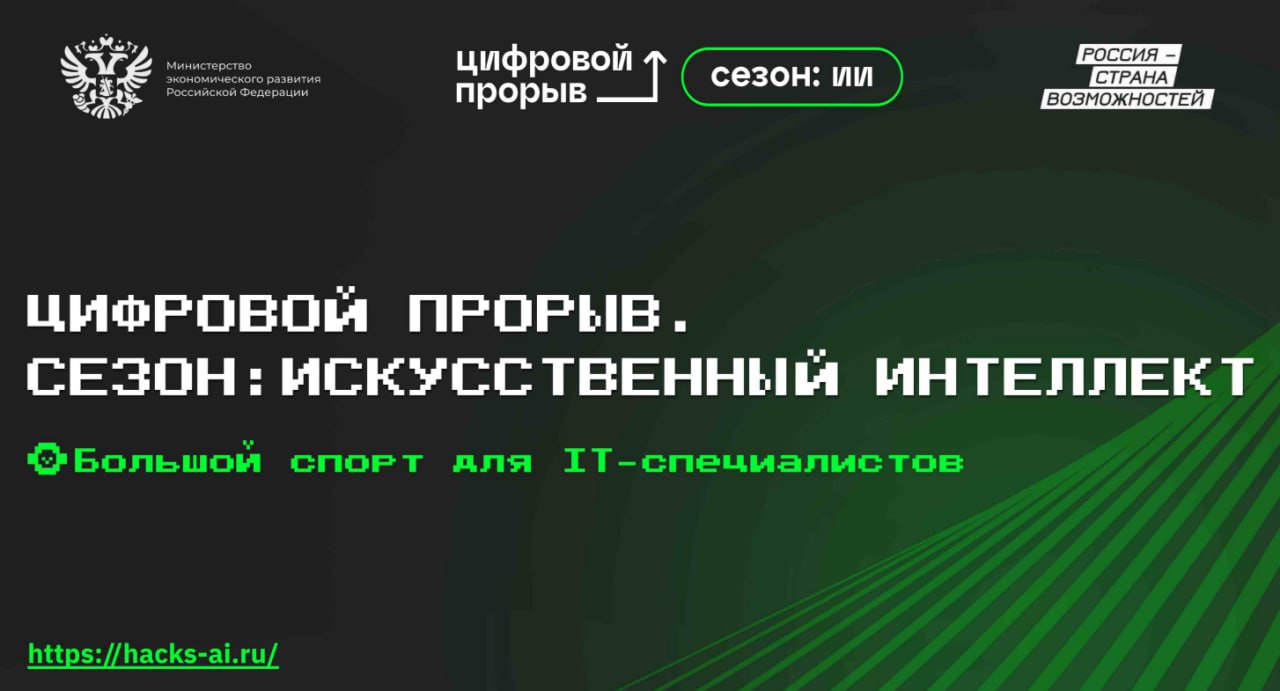 Министерство
экономического развития
Российской Федерации
цифровой
прорыв
сезон: ИИ
РОССИЯ –
СТРАНА
ВОЗМОЖНОСТЕЙ
ЦИФРОВОЙ ПРОРЫВ.
СЕЗОН:ИСКУССТВЕННЫЙ ИНТЕЛЛЕКТ
Большой спорт для IT-специалистов
https://hacks-ai.ru/